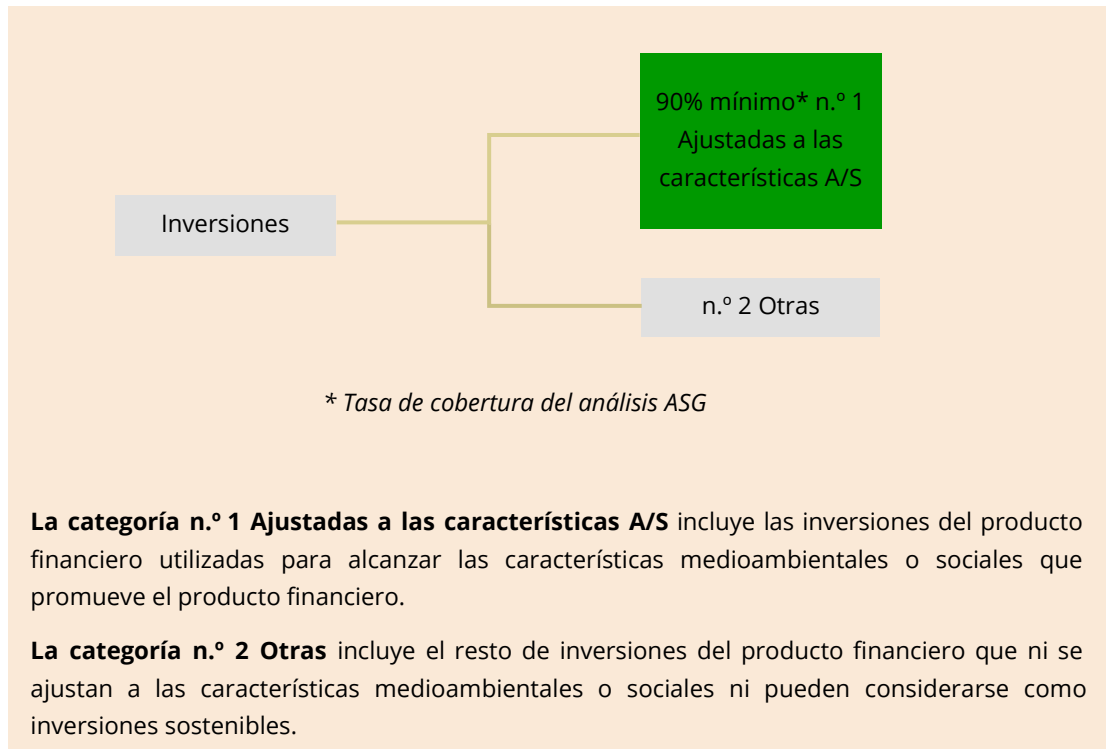 90% mínimo* n.º 1
Ajustadas a las
características A/S
Inversiones
n.º 2 Otras
* Tasa de cobertura del análisis ASG
La categoría n.º 1 Ajustadas a las características A/S incluye las inversiones del producto
financiero utilizadas para alcanzar las características medioambientales o sociales que
promueve el producto financiero.
La categoría n.º 2 Otras incluye el resto de inversiones del producto financiero que ni se
ajustan a las características medioambientales o sociales ni pueden considerarse como
inversiones sostenibles.